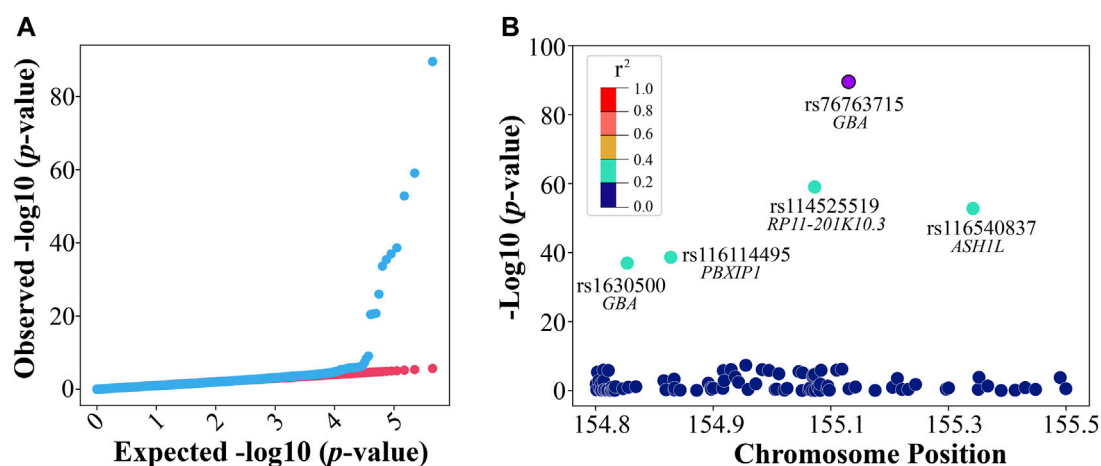 A
Observed -log10 (p-value)
80
60
40
20
0
0
1
2
3
4
5
Expected -log10 (p-value)
B
-Log10 (p-value)
100
80
60
40
20
0
r²
1.0
0.8
0.6
0.4
0.2
0.0
rs76763715
GBA
rs114525519
RP11-201K10.3
rs116540837
ASH1L
rs116114495
PBXIP1
rs1630500
GBA
154.8
154.9
155.1
155.3
155.5
Chromosome Position